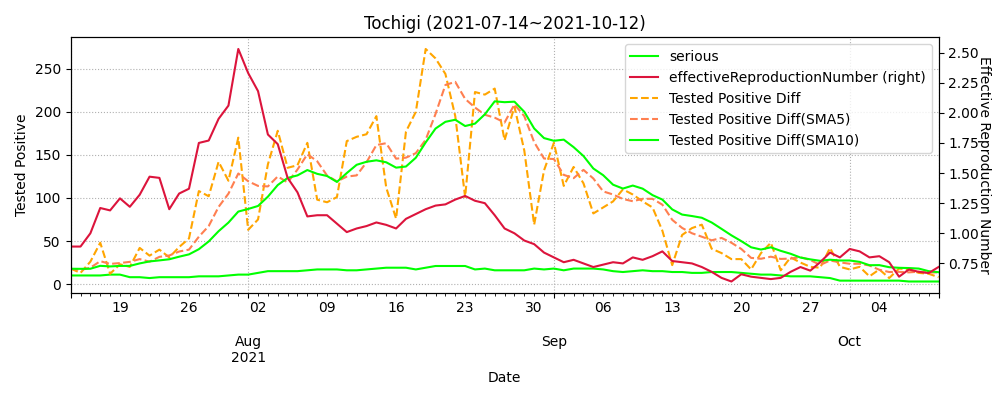 Tochigi (2021-07-14~2021-10-12)
serious
effectiveReproductionNumber (right)
Tested Positive Diff
Tested Positive Diff(SMA5)
Tested Positive Diff(SMA10)
Tested Positive
250
200
150
100
50
0
Effective Reproduction Number
2.50
2.25
2.00
1.75
1.50
1.25
1.00
0.75
19 26 02 09 16 23 30 06 13 20 27 04
Aug Sep Oct
2021
Date